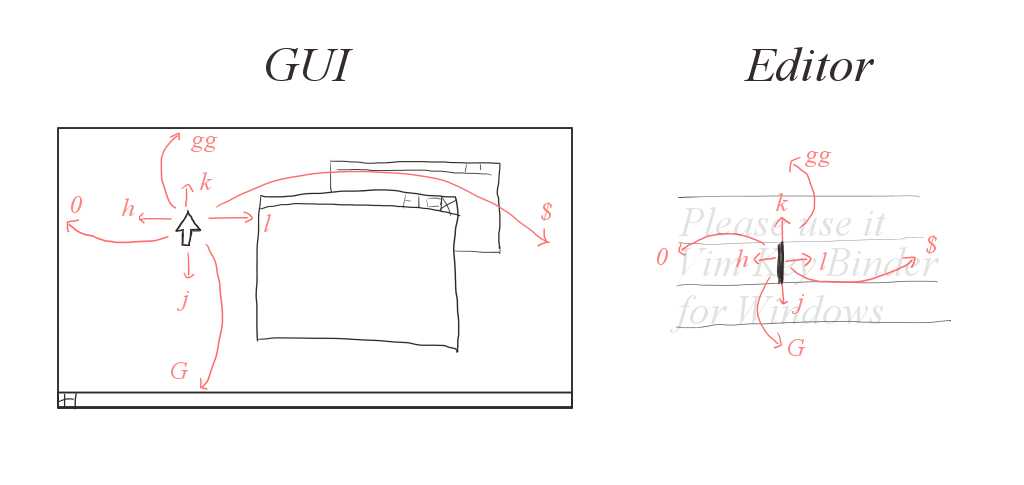 GUI
gg
k
0
h
l
$
j
G
Editor
gg
k
Please use it
$
0
h
l
Vim Key Binder
j
for Windows
G